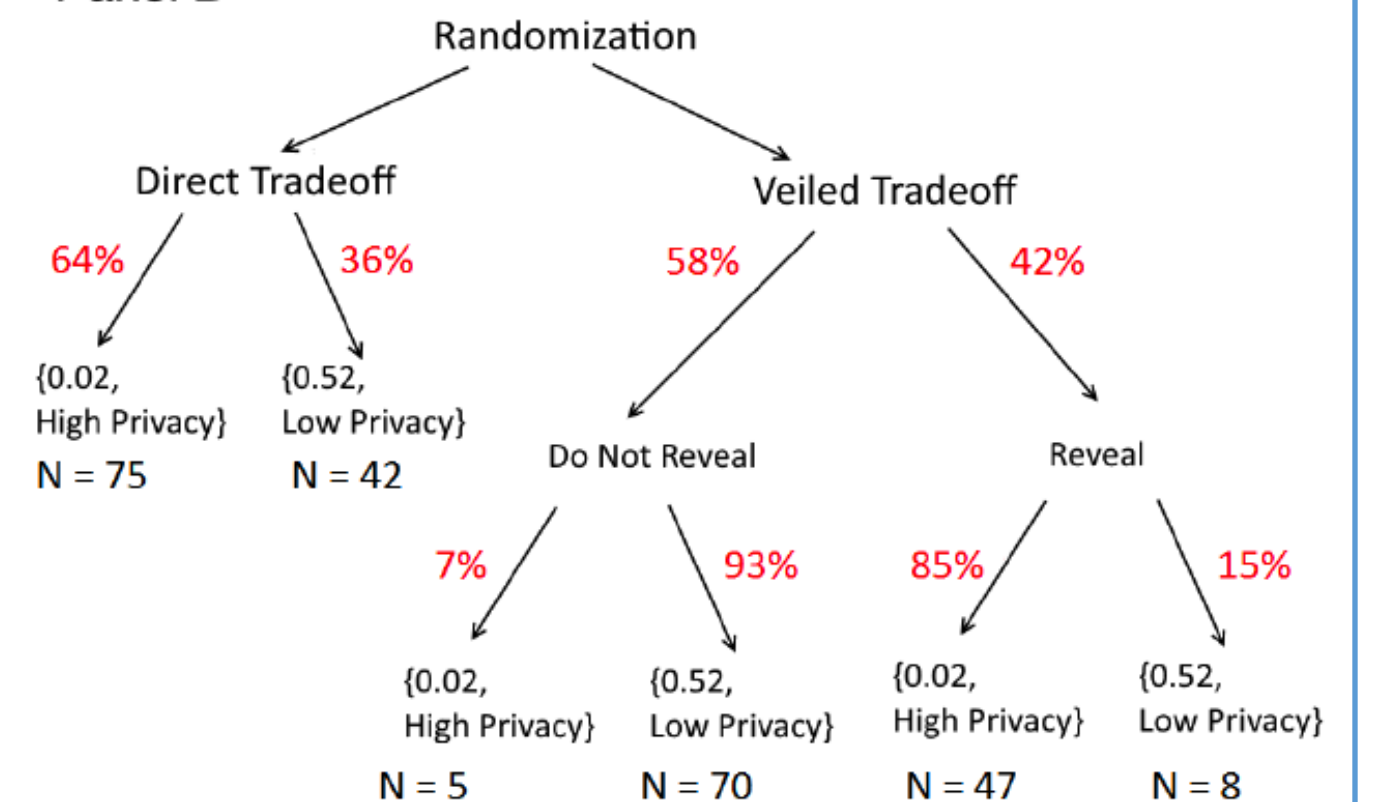 Randomization
Direct Tradeoff
Veiled Tradeoff
64%
36%
58%
42%
{0.02,
High Privacy}
N = 75
{0.52,
Low Privacy}
N = 42
Do Not Reveal
Reveal
7%
93%
85%
15%
{0.02,
High Privacy}
N = 5
{0.52,
Low Privacy}
N = 70
{0.02,
High Privacy}
N = 47
{0.52,
Low Privacy}
N = 8